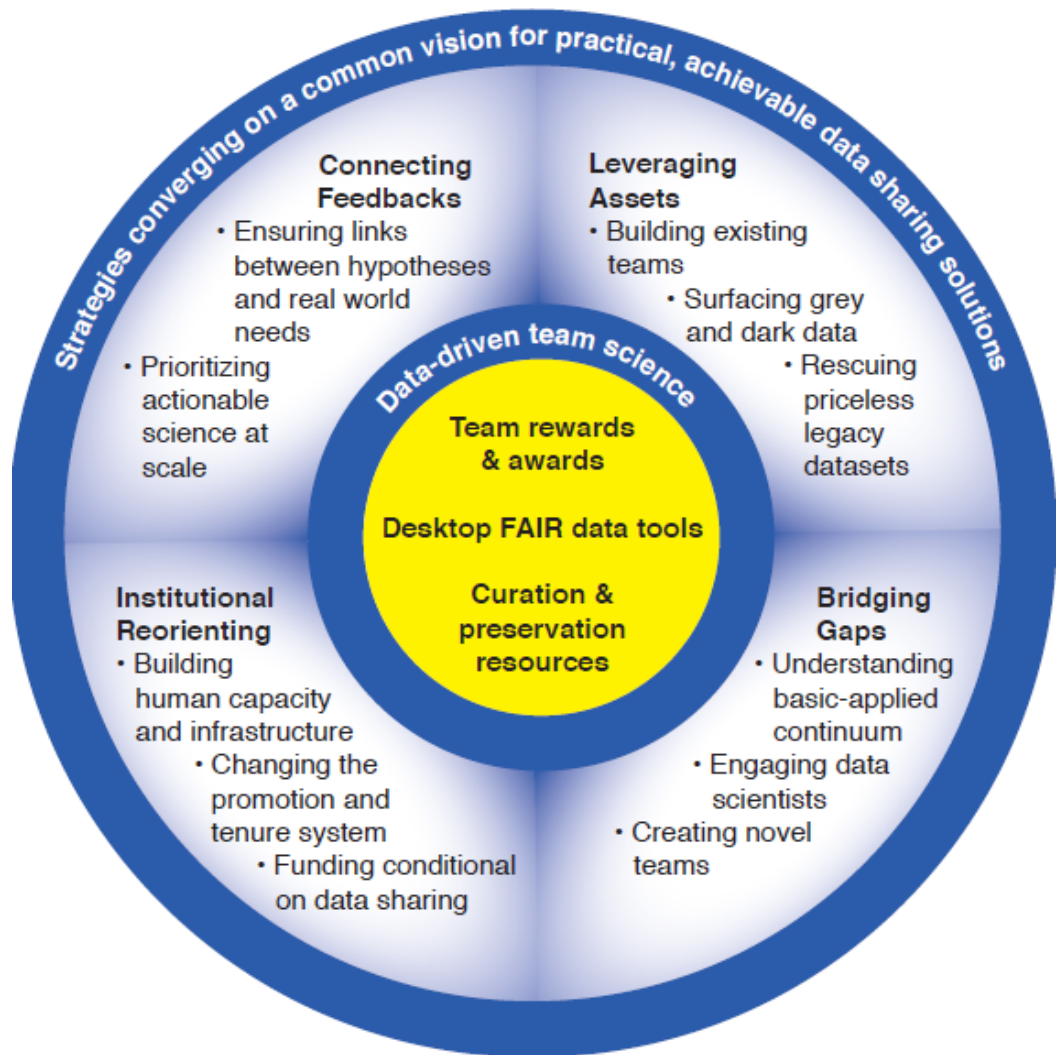 Strategies converging on a common vision for practical, achievable data sharing solutions
Connecting
Feedbacks
• Ensuring links
between hypotheses
and real world
needs
• Prioritizing
actionable
science at
scale
Leveraging
Assets
• Building existing
teams
• Surfacing grey
and dark data
• Rescuing
priceless
legacy
datasets
Data-driven team science
Team rewards
& awards
Desktop FAIR data tools
Curation &
preservation
resources
Institutional
Reorienting
• Building
human capacity
and infrastructure
• Changing the
promotion and
tenure system
• Funding conditional
on data sharing
Bridging
Gaps
• Understanding
basic-applied
continuum
• Engaging data
scientists
• Creating novel
teams